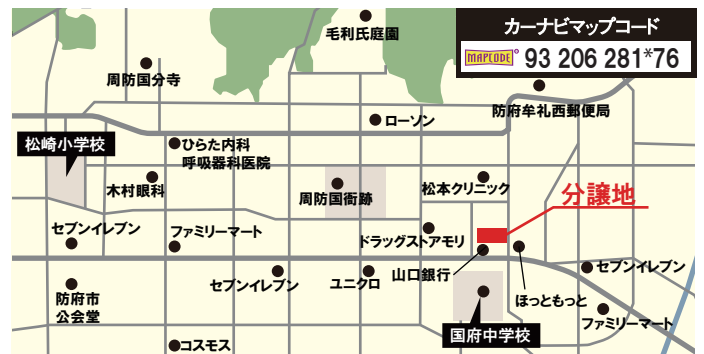 カーナビマップコード
MAPCODE® 93 206 281*76
毛利氏庭園
周防国分寺
防府牟礼西郵便局
ローソン
松崎小学校
ひらた内科
呼吸器科医院
木村眼科
周防国衙跡
松本クリニック
分譲地
セブンイレブン
ファミリーマート
ドラッグストアモリ
セブンイレブン
ユニクロ
山口銀行
ほっともっと
セブンイレブン
防府市
公会堂
国府中学校
ファミリーマート
コスモス